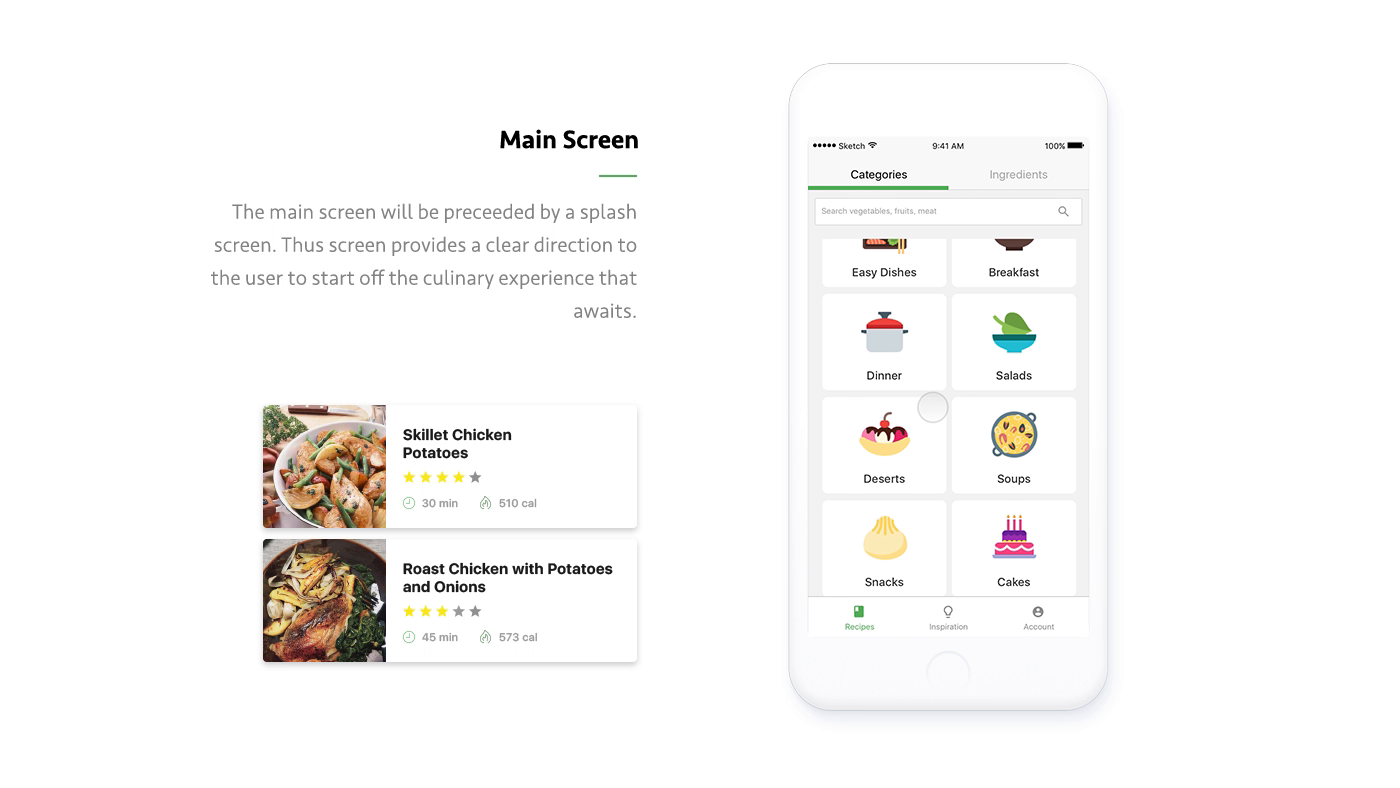 Main Screen
The main screen will be preceeded by a splash
screen. Thus screen provides a clear direction to
the user to start off the culinary experience that
awaits.
Skillet Chicken
Potatoes
30 min 510 cal
Roast Chicken with Potatoes
and Onions
45 min 573 cal
Sketch 9:41 AM 100%
Categories Ingredients
Search vegetables, fruits, meat
Easy Dishes Breakfast
Dinner Salads
Deserts Soups
Snacks Cakes
Recipes Inspiration Account